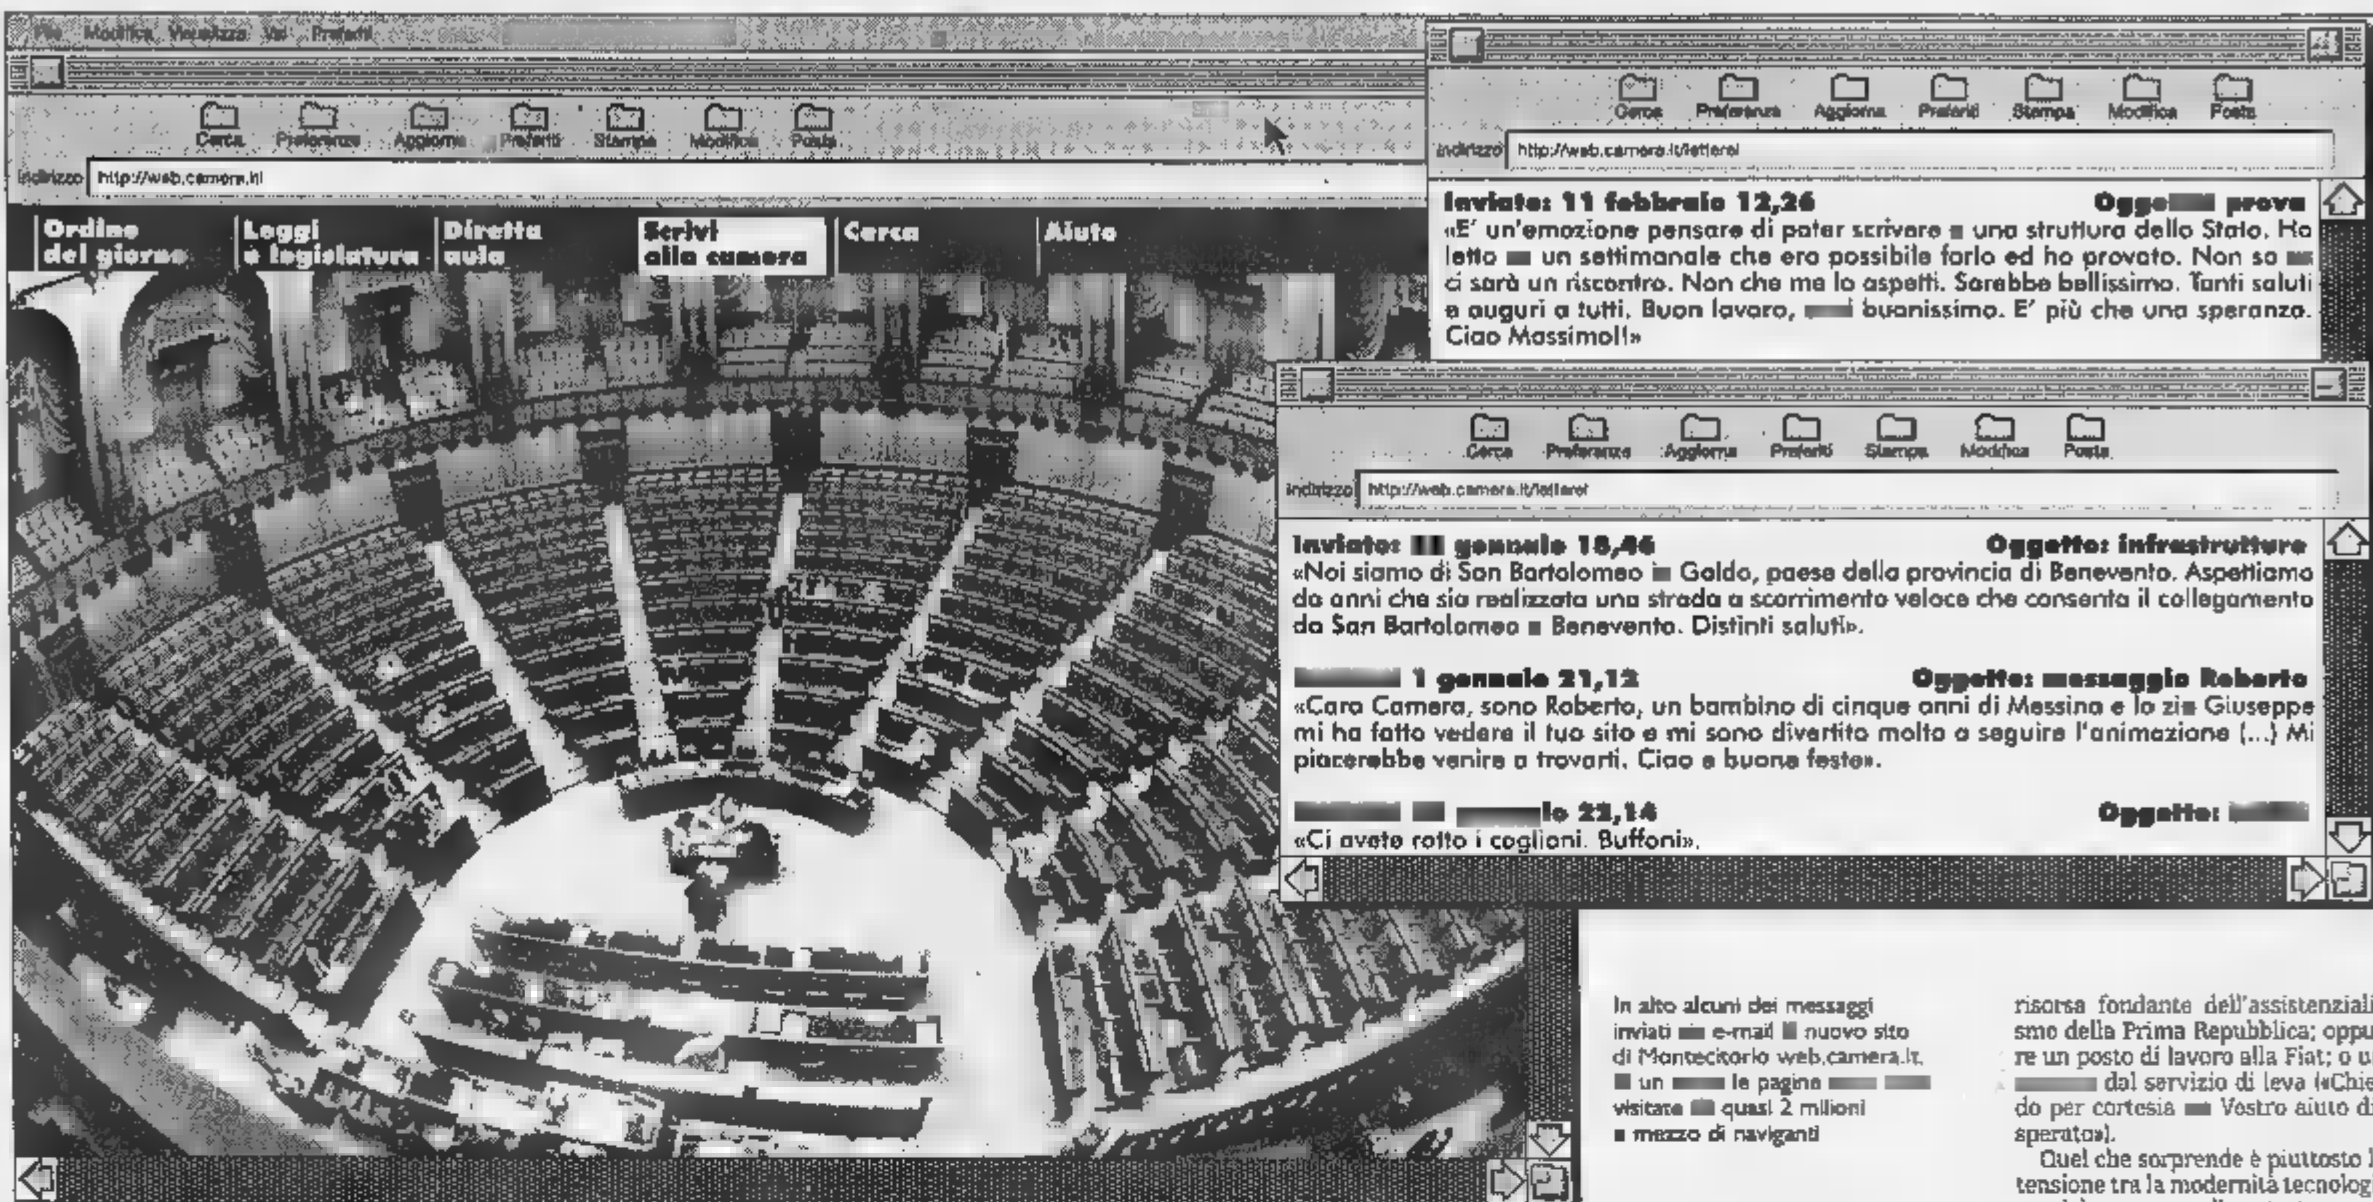 File Modifica Visualizza Vai Preferiti
Cerca Preferenze Aggiorna Preferiti Stampa Modifica Posta
Indirizzo http://web.camera.it/
Ordine
del giorno
Leggi
e legislatura
Diretta
aula
Scrivi
alla camera
Cerca
Aiuto
Cerca Preferenze Aggiorna Preferiti Stampa Modifica Posta
Indirizzo http://web.camera.it/lettere/
Inviato: 11 febbraio 12,26 prova
«E' un'emozione pensare di poter scrivere una struttura dello Stato. Ho
letto un settimanale che era possibile farlo ed ho provato. Non so
ci sarà un riscontro. Non che me lo aspetti. Sarebbe bellissimo. Tanti saluti
e auguri a tutti. Buon lavoro, buonissimo. E' più che una speranza.
Ciao Massimo!!»
Cerca Preferenze Aggiorna Preferiti Stampa Modifica Posta
Indirizzo http://web.camera.it/lettere/
Inviato: gennaio 18,46 Oggetto: infrastrutture
«Noi siamo di San Bartolomeo Galdo, paese della provincia di Benevento. Aspettiamo
da anni che sia realizzata una strada a scorrimento veloce che consenta il collegamento
da San Bartolomeo Benevento. Distinti saluti».
1 gennaio 21,12 Oggetto: messaggio Roberto
«Cara Camera, sono Roberto, un bambino di cinque anni di Messina e lo Giuseppe
mi ha fatto vedere il tuo sito e mi sono divertito molto a seguire l'animazione (...) Mi
piacerebbe venire a trovarti. Ciao e buone feste».
22,14 Oggetto:
«Ci avete rotto i coglioni. Buffoni».
In alto alcuni dei messaggi
inviati e-mail nuovo sito
di Montecitorio web.camera.it.
un le pagine
visitate quasi 2 milioni
e mezzo di naviganti
risorsa fondante dell'assistenziali
smo della Prima Repubblica; oppu
re un posto di lavoro alla Fiat; o
dal servizio di leva («Chie
do per cortesia Vostro aiuto
sperato»).
Quel che sorprende è piuttosto
tensione tra la modernità